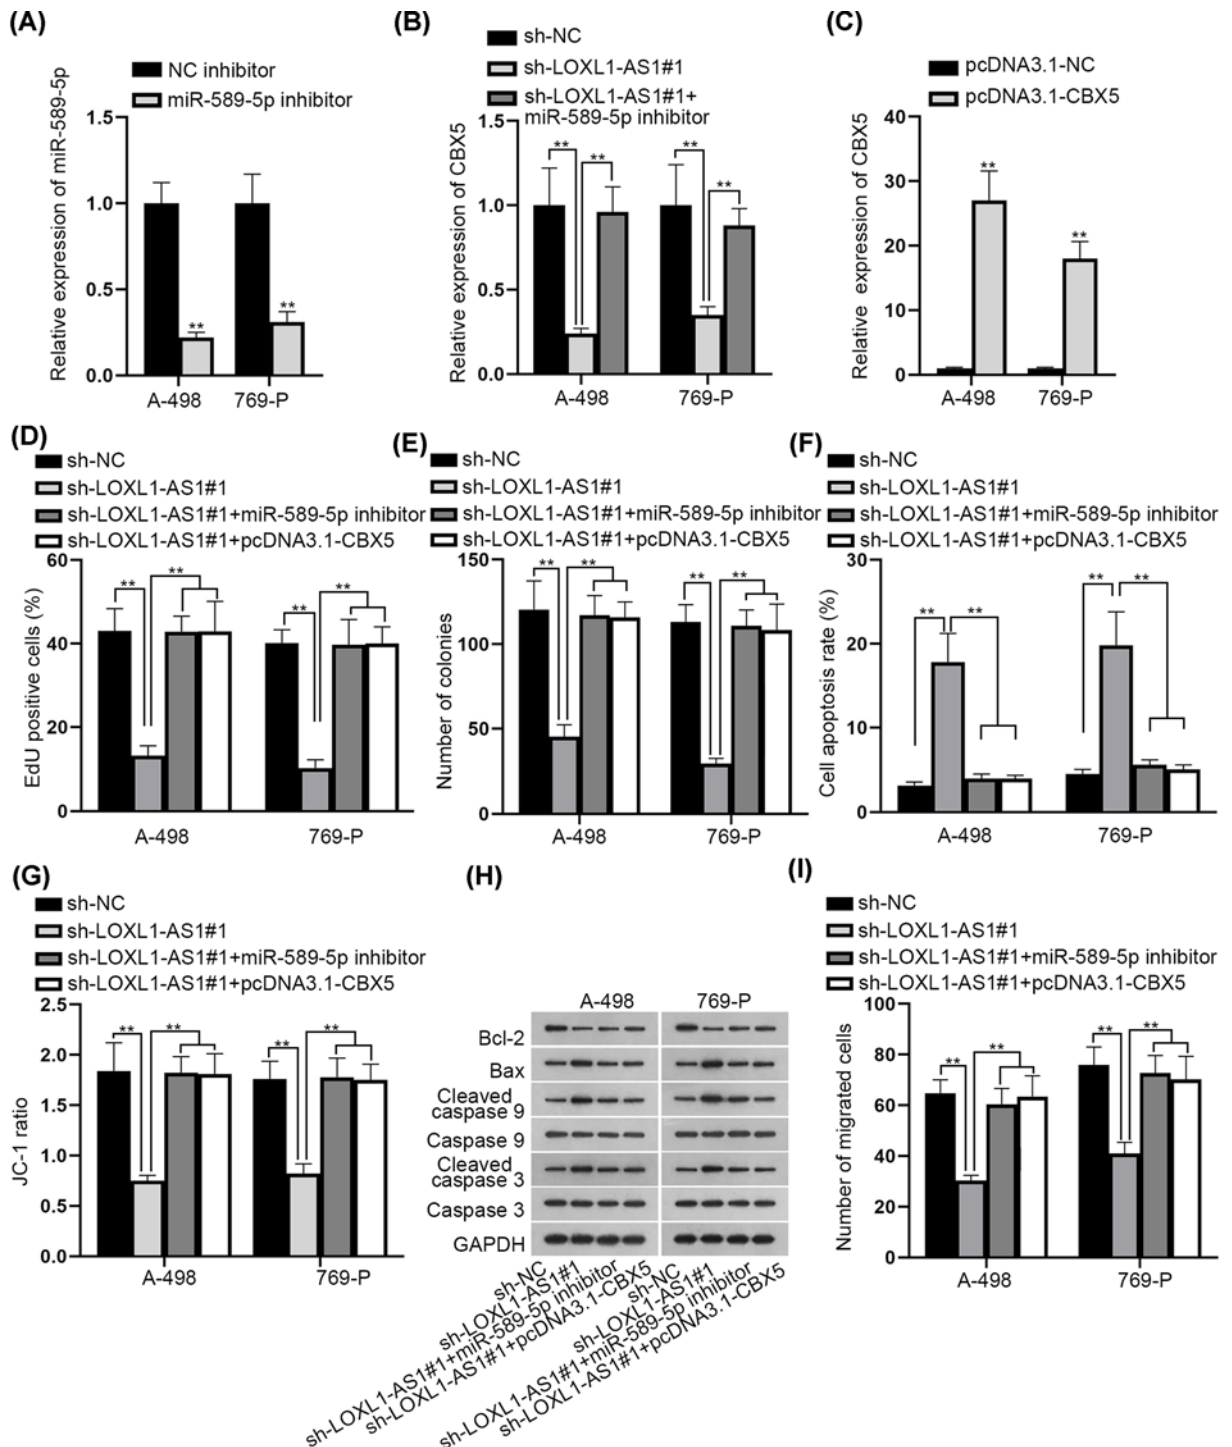 (A)
NC inhibitor
miR-589-5p inhibitor
Relative expression of miR-589-5p
1.5
1.0
0.5
0.0
**
**
A-498
769-P
(B)
sh-NC
sh-LOXL1-AS1#1
sh-LOXL1-AS1#1+
miR-589-5p inhibitor
Relative expression of CBX5
1.5
1.0
0.5
0.0
**
**
**
**
A-498
769-P
(C)
pcDNA3.1-NC
pcDNA3.1-CBX5
Relative expression of CBX5
40
30
20
10
0
**
**
A-498
769-P
(D)
sh-NC
sh-LOXL1-AS1#1
sh-LOXL1-AS1#1+miR-589-5p inhibitor
sh-LOXL1-AS1#1+pcDNA3.1-CBX5
EdU positive cells (%)
60
40
20
0
**
**
**
**
A-498
769-P
(E)
sh-NC
sh-LOXL1-AS1#1
sh-LOXL1-AS1#1+miR-589-5p inhibitor
sh-LOXL1-AS1#1+pcDNA3.1-CBX5
Number of colonies
150
100
50
0
**
**
**
**
A-498
769-P
(F)
sh-NC
sh-LOXL1-AS1#1
sh-LOXL1-AS1#1+miR-589-5p inhibitor
sh-LOXL1-AS1#1+pcDNA3.1-CBX5
Cell apoptosis rate (%)
30
20
10
0
**
**
**
**
A-498
769-P
(G)
sh-NC
sh-LOXL1-AS1#1
sh-LOXL1-AS1#1+miR-589-5p inhibitor
sh-LOXL1-AS1#1+pcDNA3.1-CBX5
JC-1 ratio
2.5
2.0
1.5
1.0
0.5
0.0
**
**
**
**
A-498
769-P
(H)
A-498
769-P
Bcl-2
Bax
Cleaved
caspase 9
Caspase 9
Cleaved
caspase 3
Caspase 3
GAPDH
sh-NC
sh-LOXL1-AS1#1
sh-LOXL1-AS1#1+miR-589-5p inhibitor
sh-LOXL1-AS1#1+pcDNA3.1-CBX5
sh-NC
sh-LOXL1-AS1#1
sh-LOXL1-AS1#1+miR-589-5p inhibitor
sh-LOXL1-AS1#1+pcDNA3.1-CBX5
(I)
sh-NC
sh-LOXL1-AS1#1
sh-LOXL1-AS1#1+miR-589-5p inhibitor
sh-LOXL1-AS1#1+pcDNA3.1-CBX5
Number of migrated cells
100
80
60
40
20
0
**
**
**
**
A-498
769-P